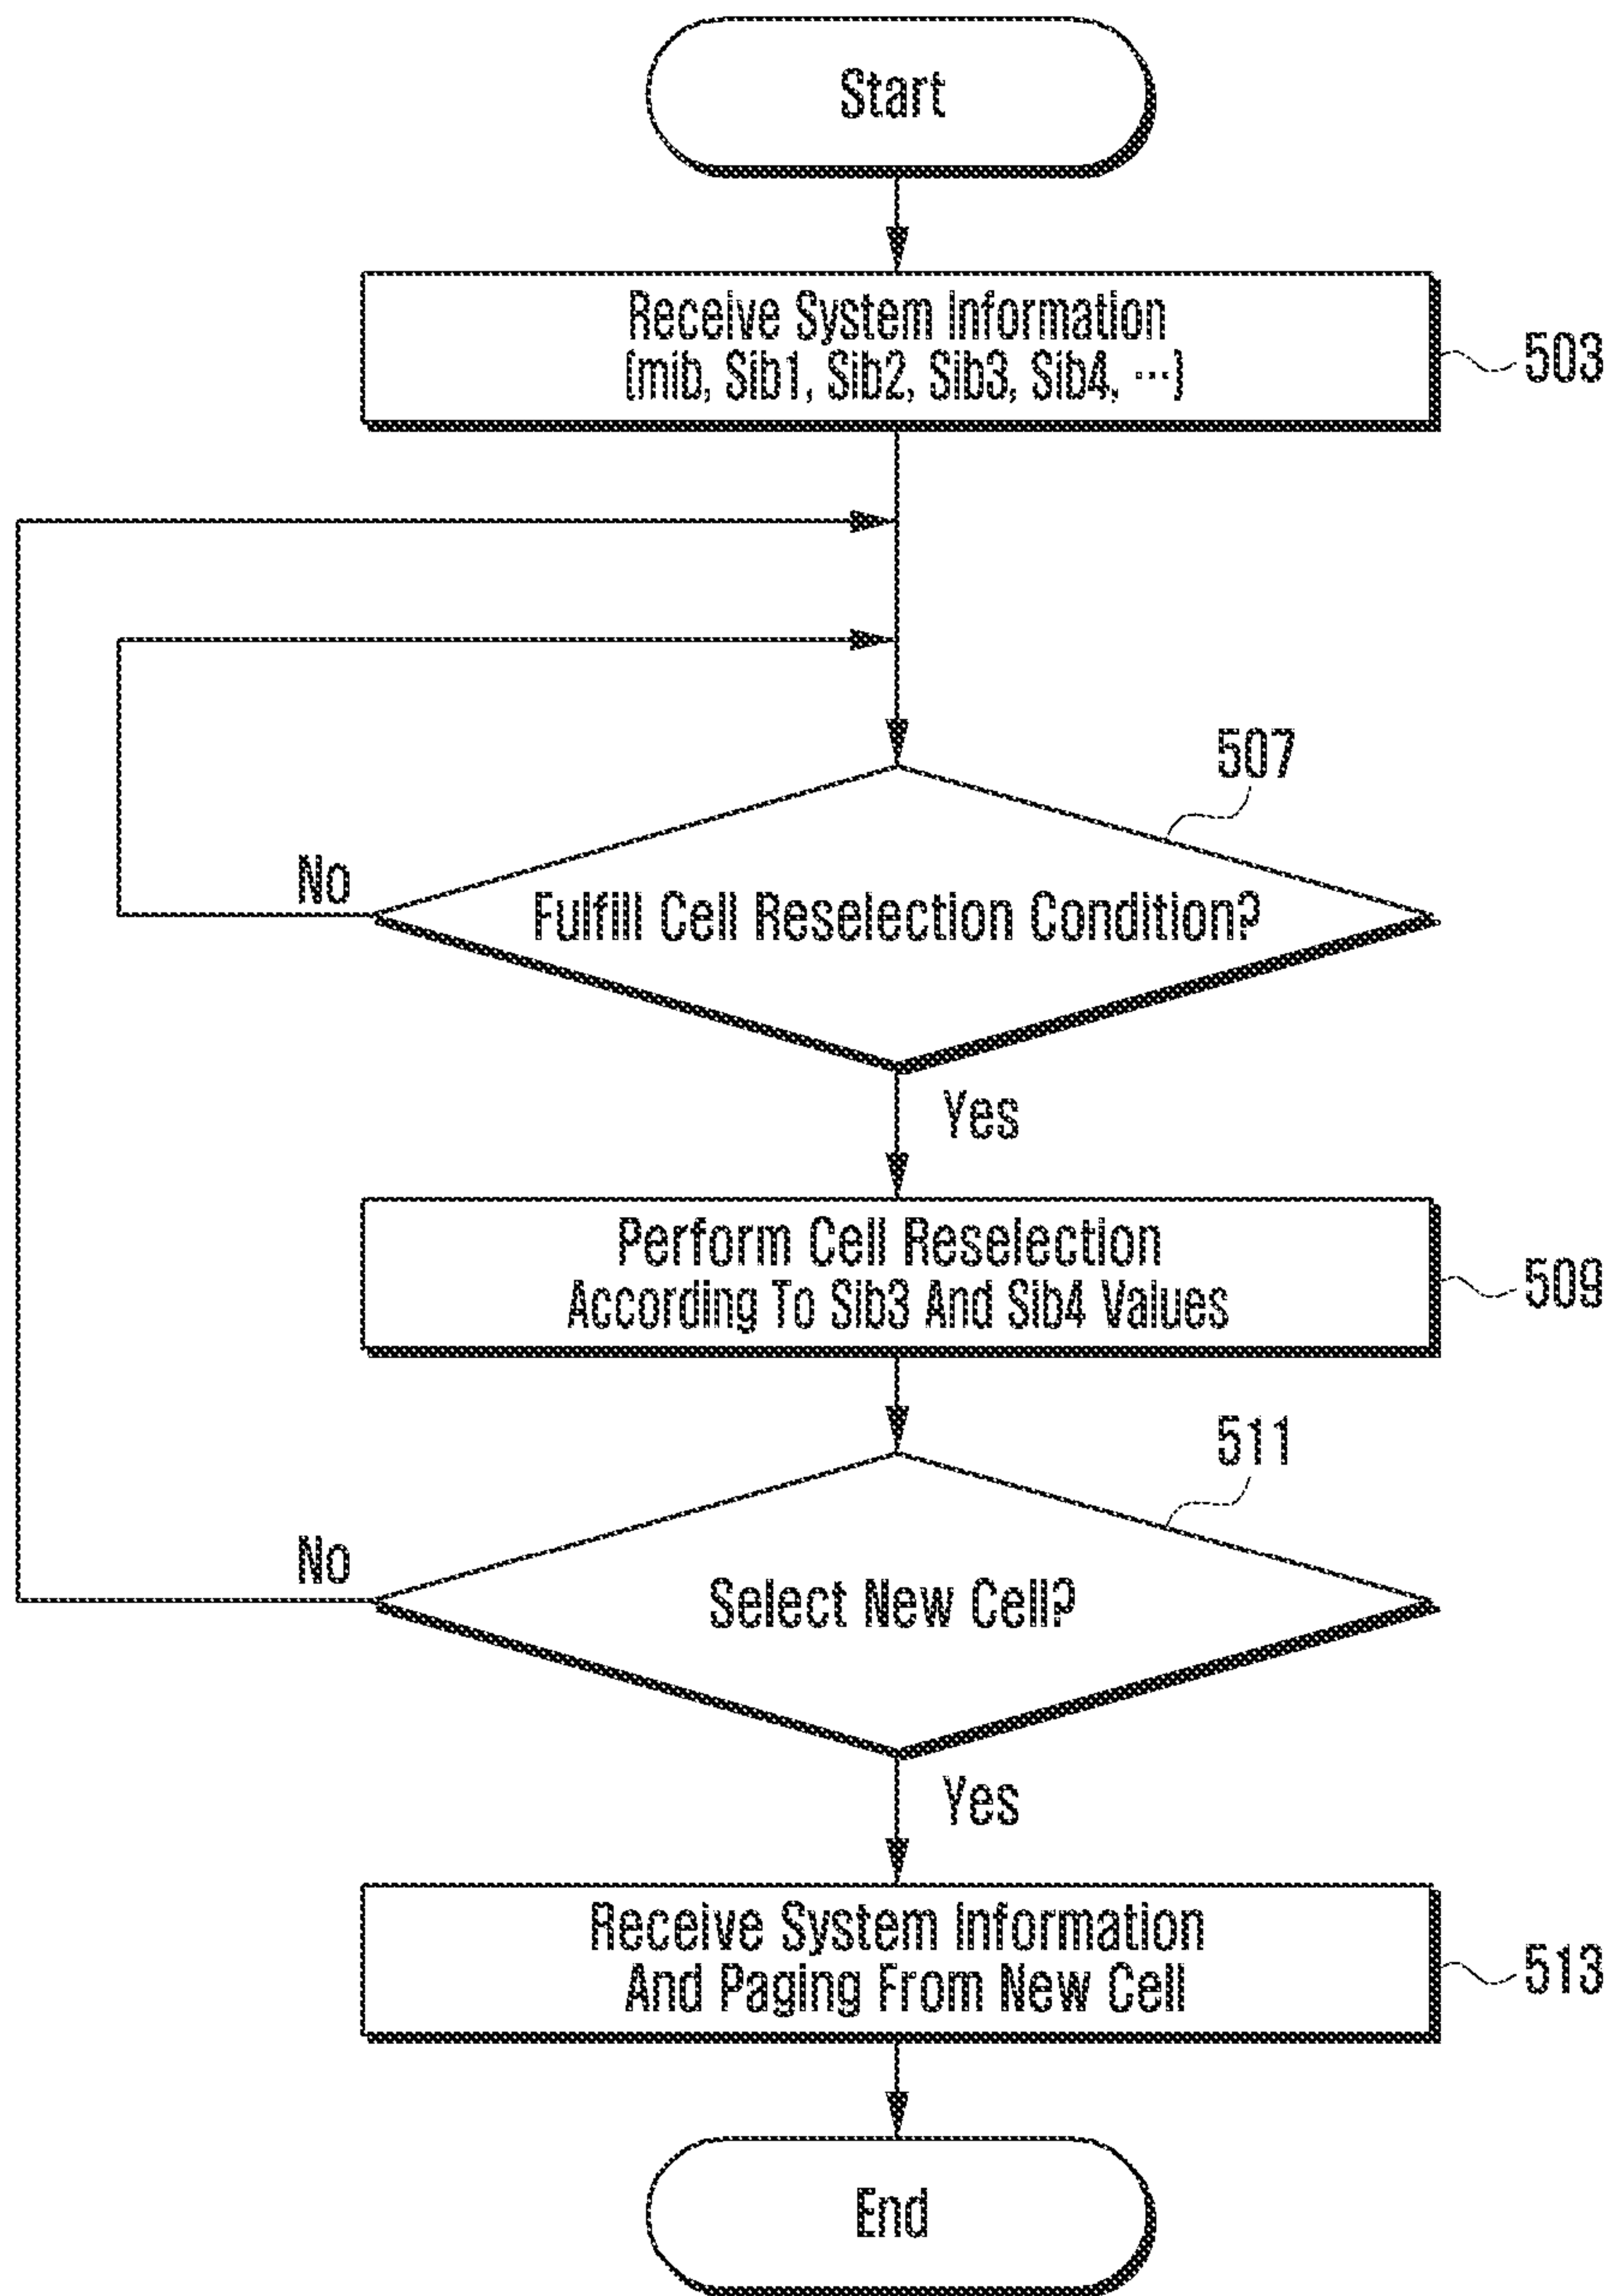 Start
Receive System Information
(mib, Sib1, Sib2, Sib3, Sib4, ...)
503
507
No
Fulfill Cell Reselection Condition?
Yes
Perform Cell Reselection
According To Sib3 And Sib4 Values
509
511
No
Select New Cell?
Yes
Receive System Information
And Paging From New Cell
513
End